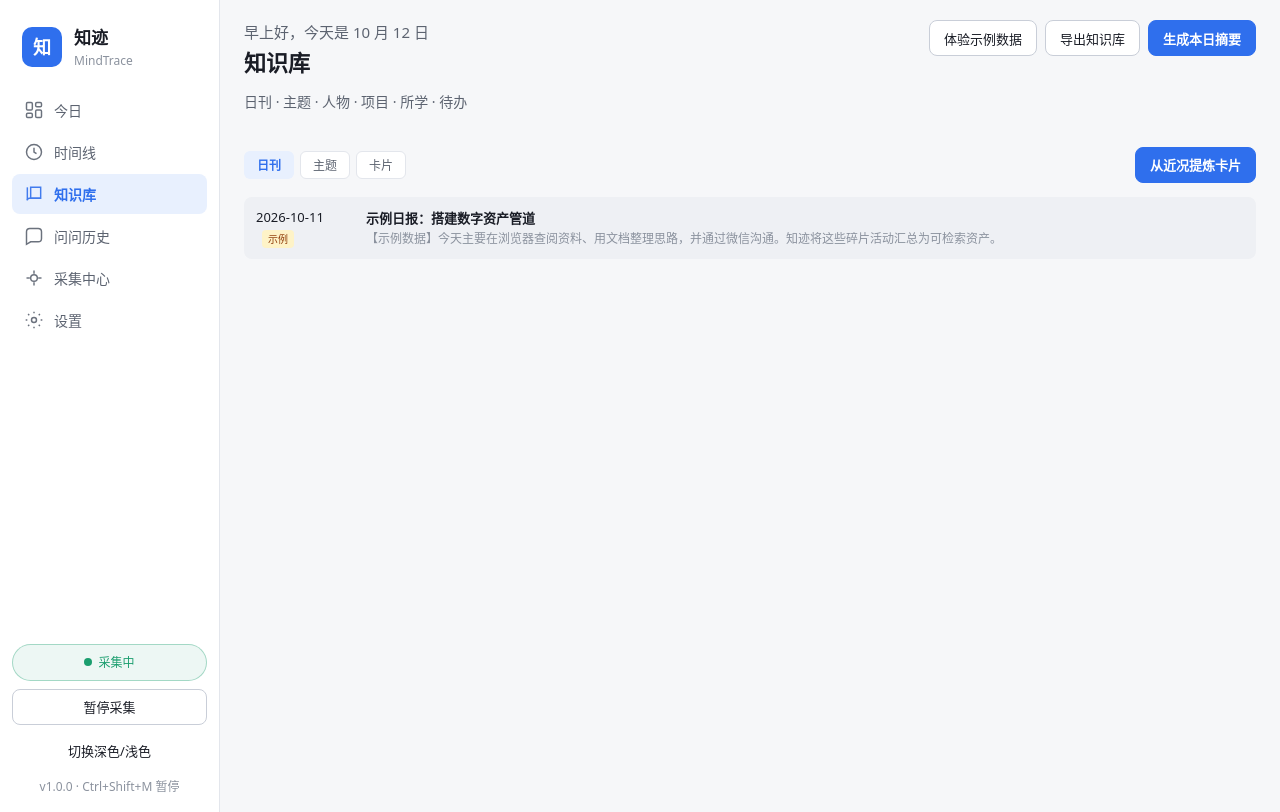 知
知迹
MindTrace
今日
时间线
知识库
问问历史
采集中心
设置
采集中
暂停采集
切换深色/浅色
v1.0.0 · Ctrl+Shift+M 暂停
早上好，今天是 10 月 12 日
知识库
日刊 · 主题 · 人物 · 项目 · 所学 · 待办
体验示例数据
导出知识库
生成本日摘要
日刊
主题
卡片
从近况提炼卡片
2026-10-11
示例
示例日报：搭建数字资产管道
【示例数据】今天主要在浏览器查阅资料、用文档整理思路，并通过微信沟通。知迹将这些碎片活动汇总为可检索资产。